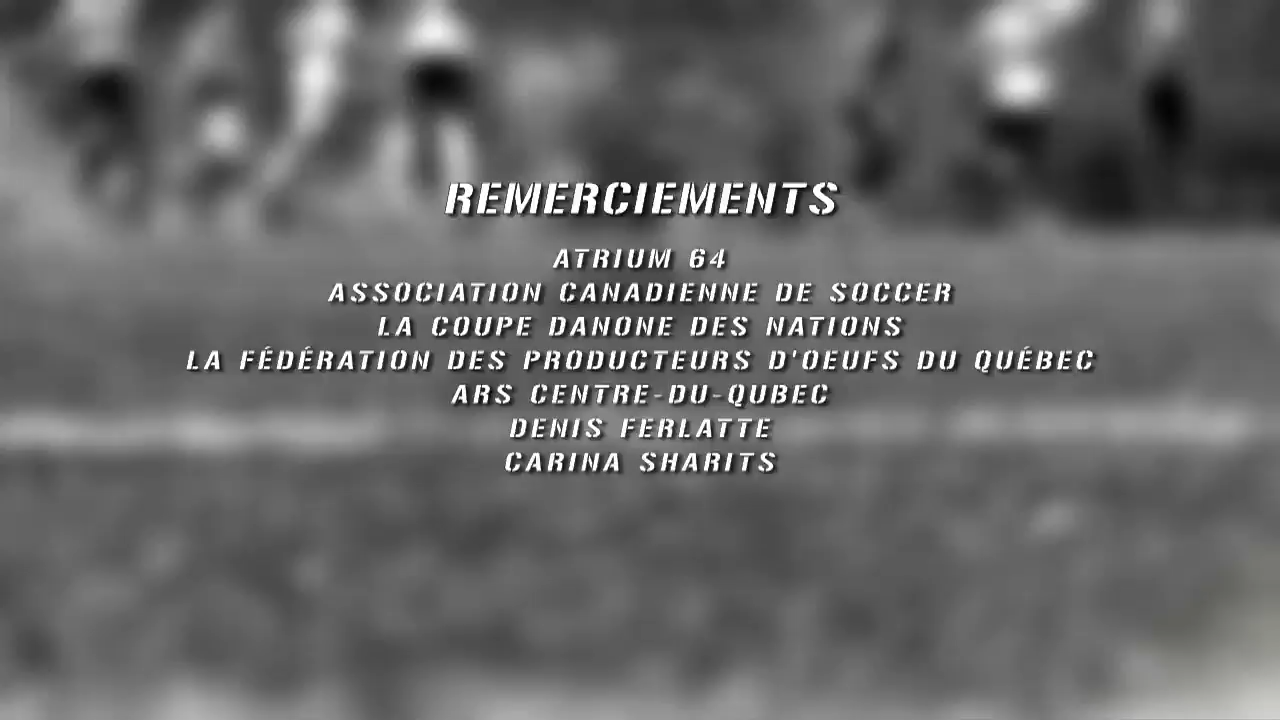 REMERCIEMENTS
ATRIUM 64
ASSOCIATION CANADIENNE DE SOCCER
LA COUPE DANONE DES NATIONS
LA FÉDÉRATION DES PRODUCTEURS D'OEUFS DU QUÉBEC
ARS CENTRE-DU-QUBEC
DENIS FERLATTE
CARINA SHARITS